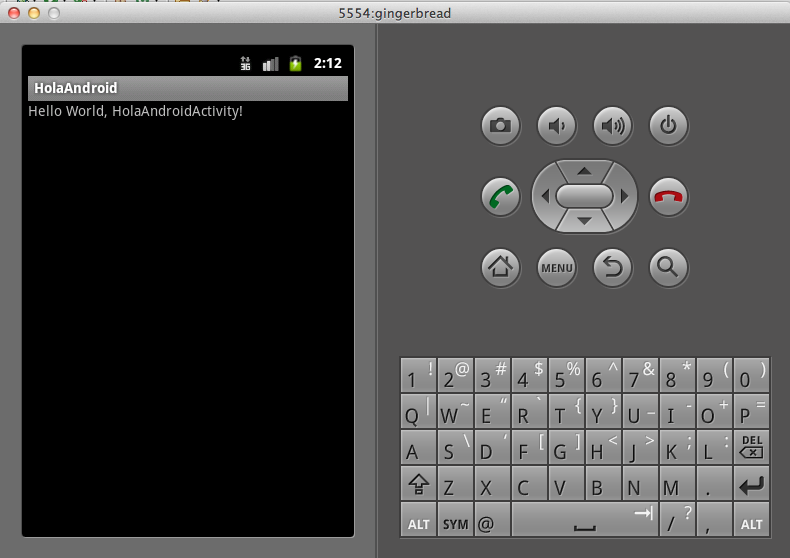 5554:gingerbread
3G 2:12
HolaAndroid
Hello World, HolaAndroidActivity!
MENU
1 ! 2 @ 3 # 4 $ 5 % 6 ^ 7 & 8 * 9 ( 0 )
Q | W ~ E “ R ` T { Y } U _ I - O + P =
A S \ D ‘ F [ G ] H < J > K ; L : DEL
Z X C V B N M .
ALT SYM @ / ? , ALT